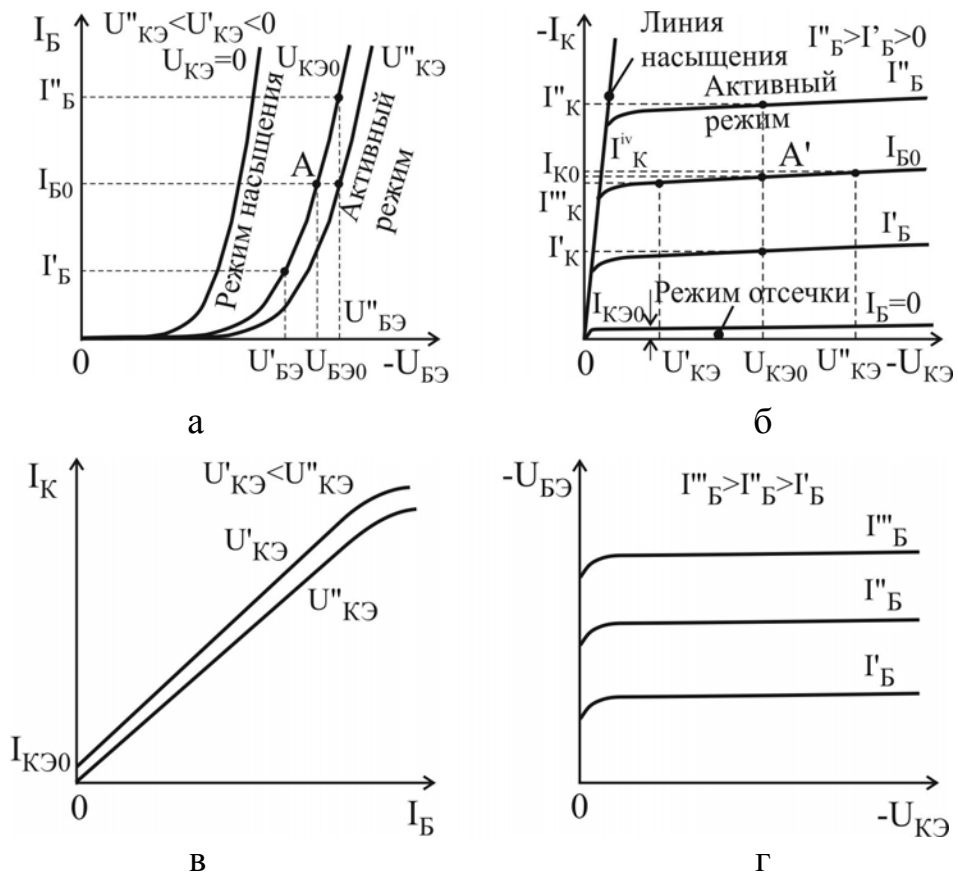 I_Б
U"_КЭ<U'_КЭ<0
U_КЭ=0
U_КЭ0
U"_КЭ
I"_Б
I_Б0
I'_Б
Режим насыщения
A
Активный
режим
U"_БЭ
0
U'_БЭ
U_БЭ0
-U_БЭ
а
-I_К
Линия
насыщения
I"_Б>I'_Б>0
I"_К
Активный
режим
I"_Б
I^iv_К
A'
I_К0
I_Б0
I'''_К
I'_К
I'_Б
I_КЭ0
Режим отсечки
I_Б=0
0
U'_КЭ
U_КЭ0
U"_КЭ
-U_КЭ
б
I_К
U'_КЭ<U"_КЭ
U'_КЭ
U"_КЭ
I_КЭ0
0
I_Б
в
-U_БЭ
I'''_Б>I"_Б>I'_Б
I'''_Б
I"_Б
I'_Б
0
-U_КЭ
г